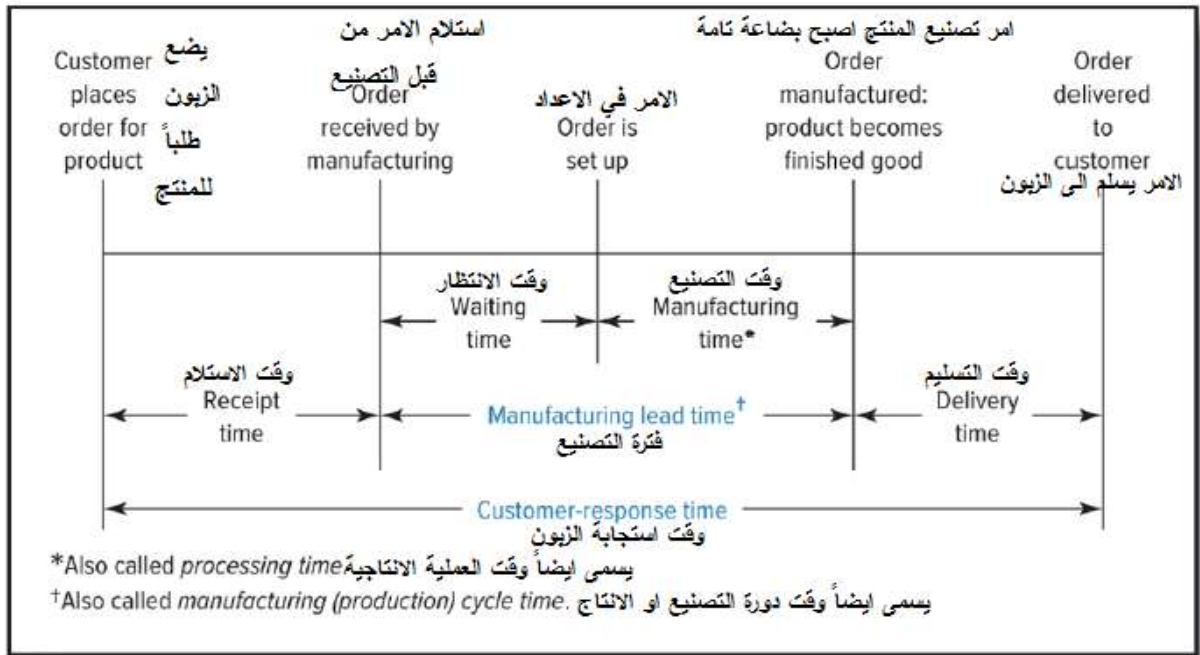 Customer
places
order for
product
يضع
الزبون
طلباً
للمنتج
استلام الامر من
قبل التصنيع
Order
received by
manufacturing
الامر في الاعداد
Order is
set up
امر تصنيع المنتج اصبح بضاعة تامة
Order
manufactured:
product becomes
finished good
Order
delivered
to
customer
الامر يسلم الى الزبون
وقت الانتظار
Waiting
time
وقت التصنيع
Manufacturing
time*
وقت الاستلام
Receipt
time
Manufacturing lead time†
فترة التصنيع
وقت التسليم
Delivery
time
Customer-response time
وقت استجابة الزبون
*Also called processing time. يسمى ايضاً وقت العملية الانتاجية
†Also called manufacturing (production) cycle time. يسمى ايضاً وقت دورة التصنيع او الانتاج